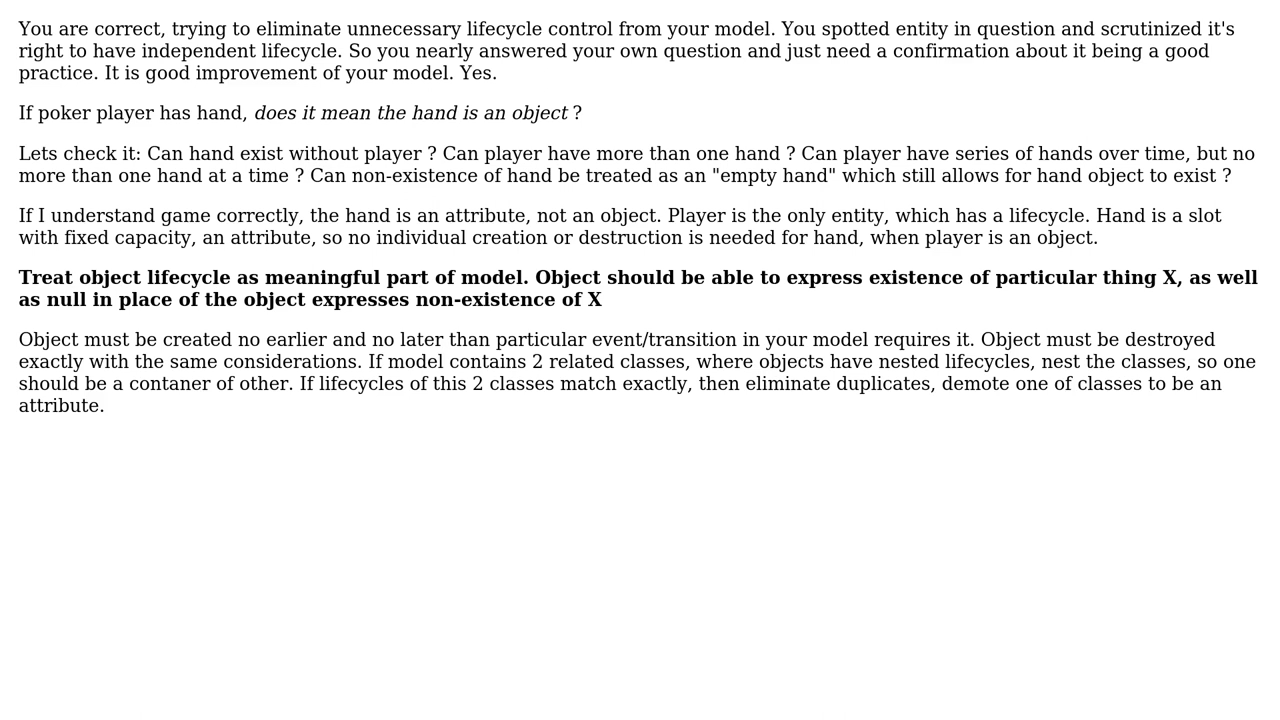 You are correct, trying to eliminate unnecessary lifecycle control from your model. You spotted entity in question and scrutinized it's
right to have independent lifecycle. So you nearly answered your own question and just need a confirmation about it being a good
practice. It is good improvement of your model. Yes.
If poker player has hand, does it mean the hand is an object ?
Lets check it: Can hand exist without player ? Can player have more than one hand ? Can player have series of hands over time, but no
more than one hand at a time ? Can non-existence of hand be treated as an "empty hand" which still allows for hand object to exist ?
If I understand game correctly, the hand is an attribute, not an object. Player is the only entity, which has a lifecycle. Hand is a slot
with fixed capacity, an attribute, so no individual creation or destruction is needed for hand, when player is an object.
Treat object lifecycle as meaningful part of model. Object should be able to express existence of particular thing X, as well
as null in place of the object expresses non-existence of X
Object must be created no earlier and no later than particular event/transition in your model requires it. Object must be destroyed
exactly with the same considerations. If model contains 2 related classes, where objects have nested lifecycles, nest the classes, so one
should be a contaner of other. If lifecycles of this 2 classes match exactly, then eliminate duplicates, demote one of classes to be an
attribute.